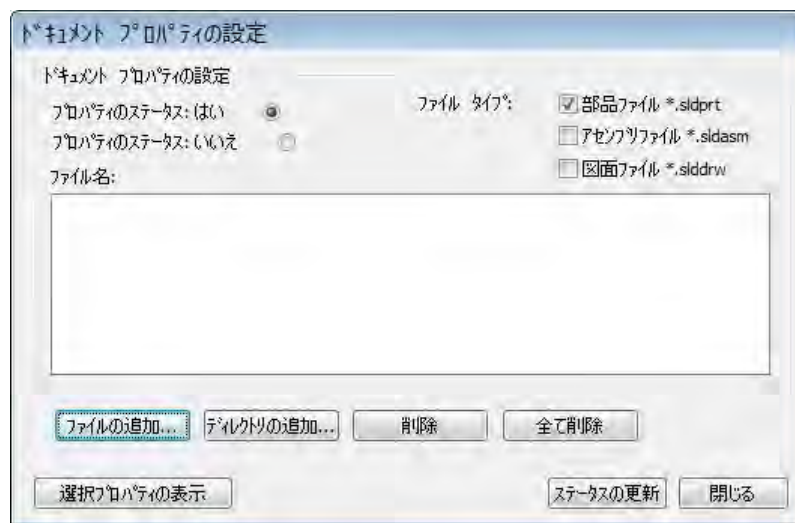 ﾄﾞｷｭﾒﾝﾄ ﾌﾟﾛﾊﾟﾃｨの設定
ﾄﾞｷｭﾒﾝﾄ ﾌﾟﾛﾊﾟﾃｨの設定
ﾌﾟﾛﾊﾟﾃｨのｽﾃｰﾀｽ: はい
ﾌﾟﾛﾊﾟﾃｨのｽﾃｰﾀｽ: いいえ
ﾌｧｲﾙ ﾀｲﾌﾟ:
部品ﾌｧｲﾙ *.sldprt
ｱｾﾝﾌﾞﾘﾌｧｲﾙ *.sldasm
図面ﾌｧｲﾙ *.slddrw
ﾌｧｲﾙ名:
ﾌｧｲﾙの追加... ﾃﾞｨﾚｸﾄﾘの追加... 削除 全て削除
選択ﾌﾟﾛﾊﾟﾃｨの表示 ｽﾃｰﾀｽの更新 閉じる